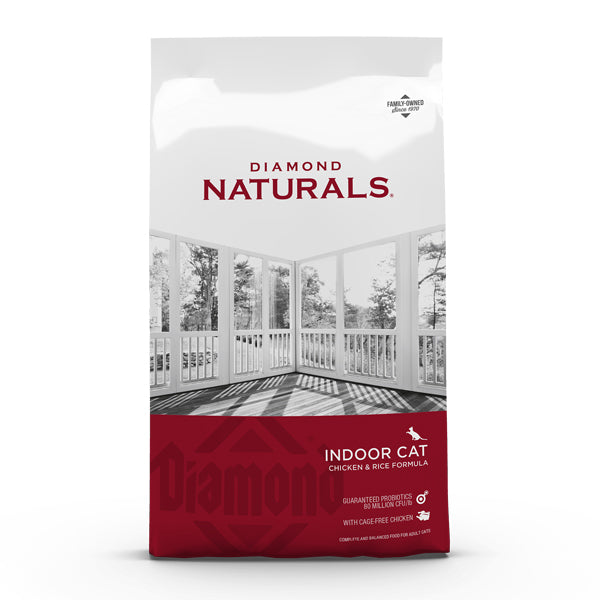 FAMILY-OWNED
Since 1970
DIAMOND
NATURALS®
Diamond
INDOOR CAT
CHICKEN & RICE FORMULA
GUARANTEED PROBIOTICS
80 MILLION CFU/lb
WITH CAGE-FREE CHICKEN
COMPLETE AND BALANCED FOOD FOR ADULT CATS